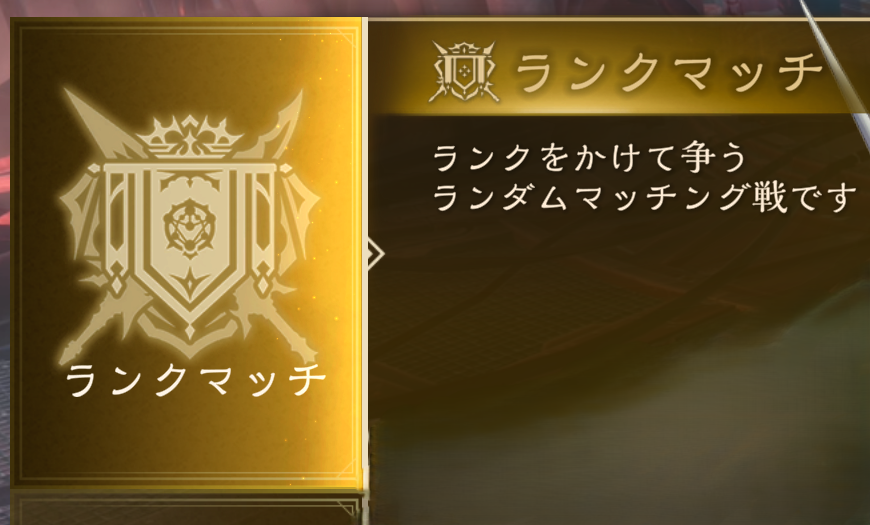 ランクマッチ
ランクマッチ
ランクをかけて争う
ランダムマッチング戦です